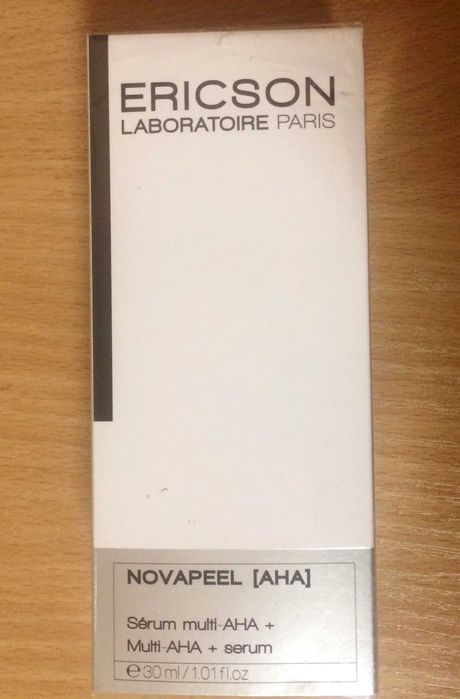 ERICSON
LABORATOIRE PARIS
NOVAPEEL [AHA]
Sérum multi-AHA +
Multi-AHA + serum
℮ 30 ml / 1.01 fl.oz